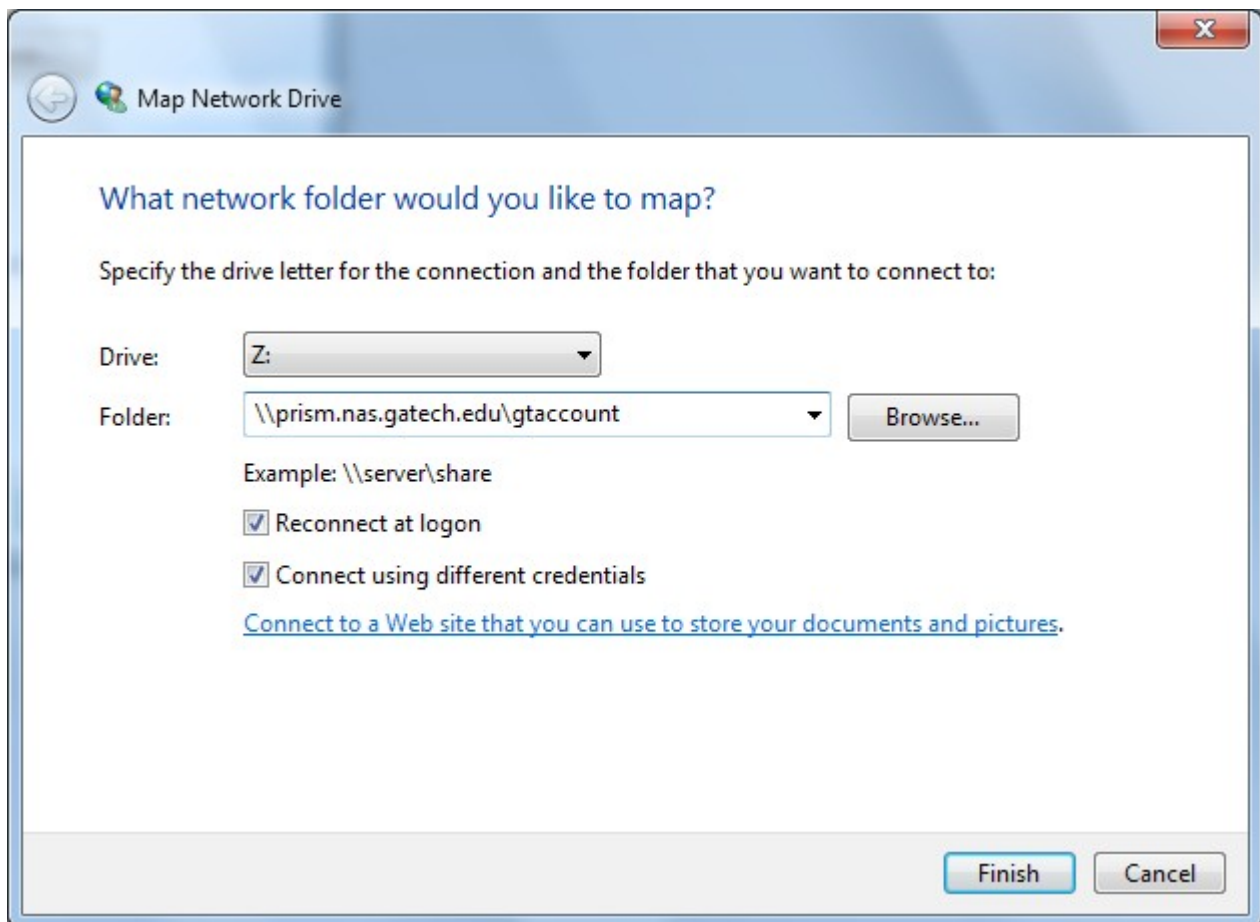 Map Network Drive
What network folder would you like to map?
Specify the drive letter for the connection and the folder that you want to connect to:
Drive: Z:
Folder: \\prism.nas.gatech.edu\gtaccount Browse...
Example: \\server\share
Reconnect at logon
Connect using different credentials
Connect to a Web site that you can use to store your documents and pictures.
Finish Cancel